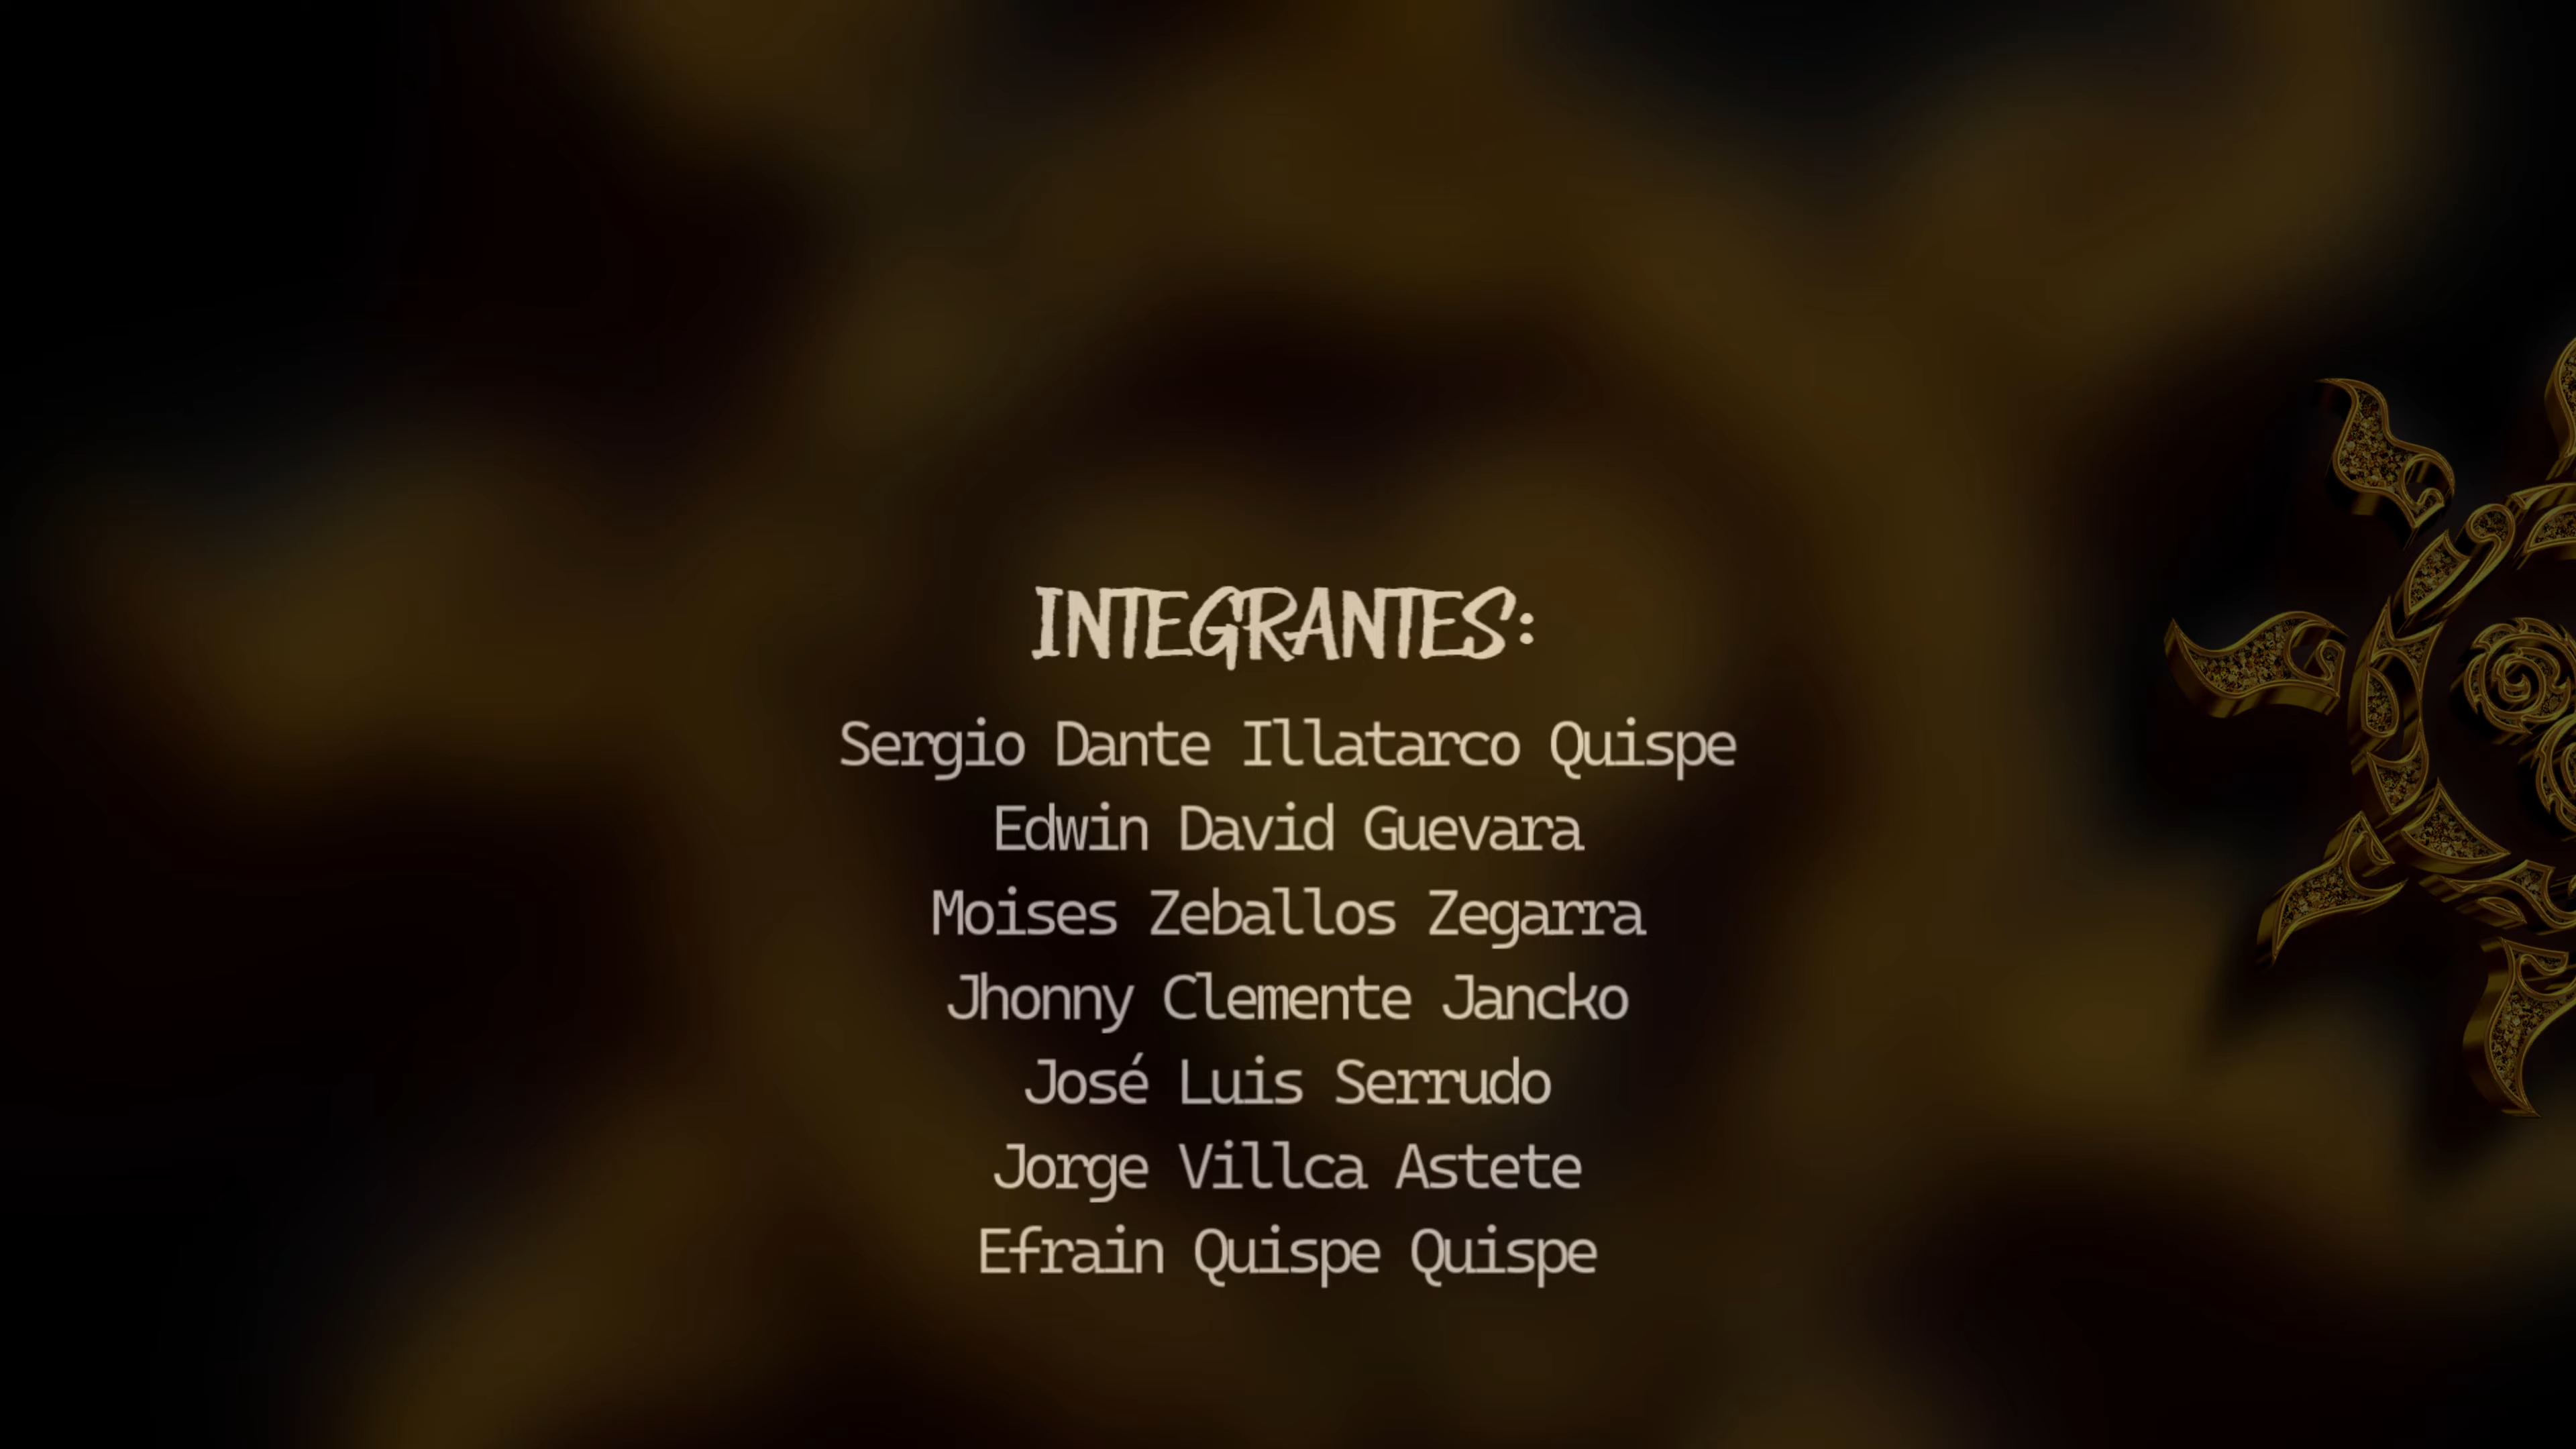 INTEGRANTES:
Sergio Dante Illatarco Quispe
Edwin David Guevara
Moises Zeballos Zegarra
Jhonny Clemente Jancko
José Luis Serrudo
Jorge Villca Astete
Efrain Quispe Quispe